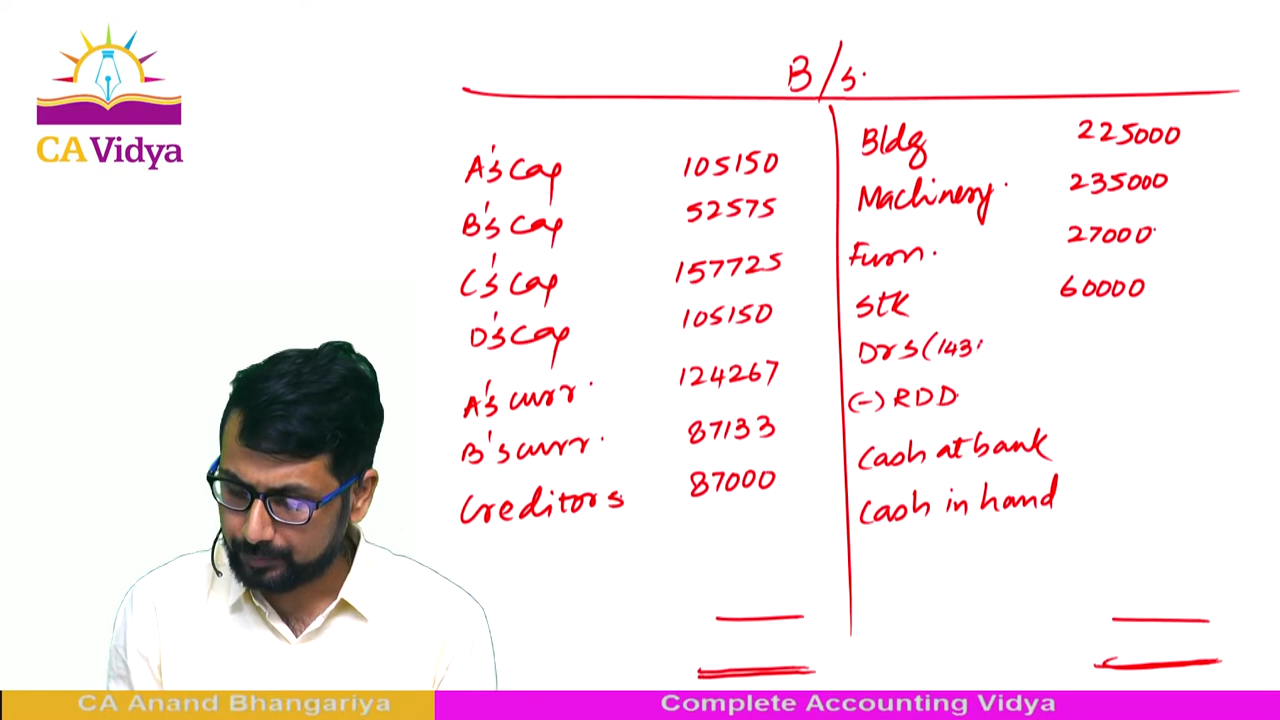 CA Vidya
B/s.
A's Cap 105150
B's Cap 52575
C's Cap 157725
D's Cap 105150
A's curr. 124267
B's curr. 87133
Creditors 87000
Bldg 225000
Machinery. 235000
Furn. 27000
Stk 60000
Drs (143
(-) RDD
Cash at bank
Cash in hand
CA Anand Bhangariya
Complete Accounting Vidya